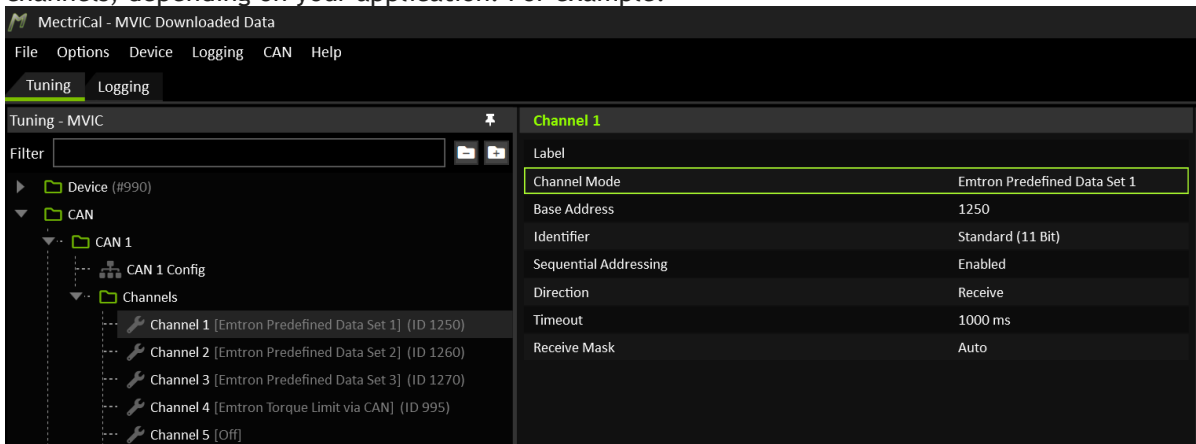 channels, depending on your application. For example:
MectriCal - MVIC Downloaded Data
File Options Device Logging CAN Help
Tuning Logging
Tuning - MVIC
Filter
Device (#990)
CAN
CAN 1
CAN 1 Config
Channels
Channel 1 [Emtron Predefined Data Set 1] (ID 1250)
Channel 2 [Emtron Predefined Data Set 2] (ID 1260)
Channel 3 [Emtron Predefined Data Set 3] (ID 1270)
Channel 4 [Emtron Torque Limit via CAN] (ID 995)
Channel 5 [Off]
Channel 1
Label
Channel Mode Emtron Predefined Data Set 1
Base Address 1250
Identifier Standard (11 Bit)
Sequential Addressing Enabled
Direction Receive
Timeout 1000 ms
Receive Mask Auto